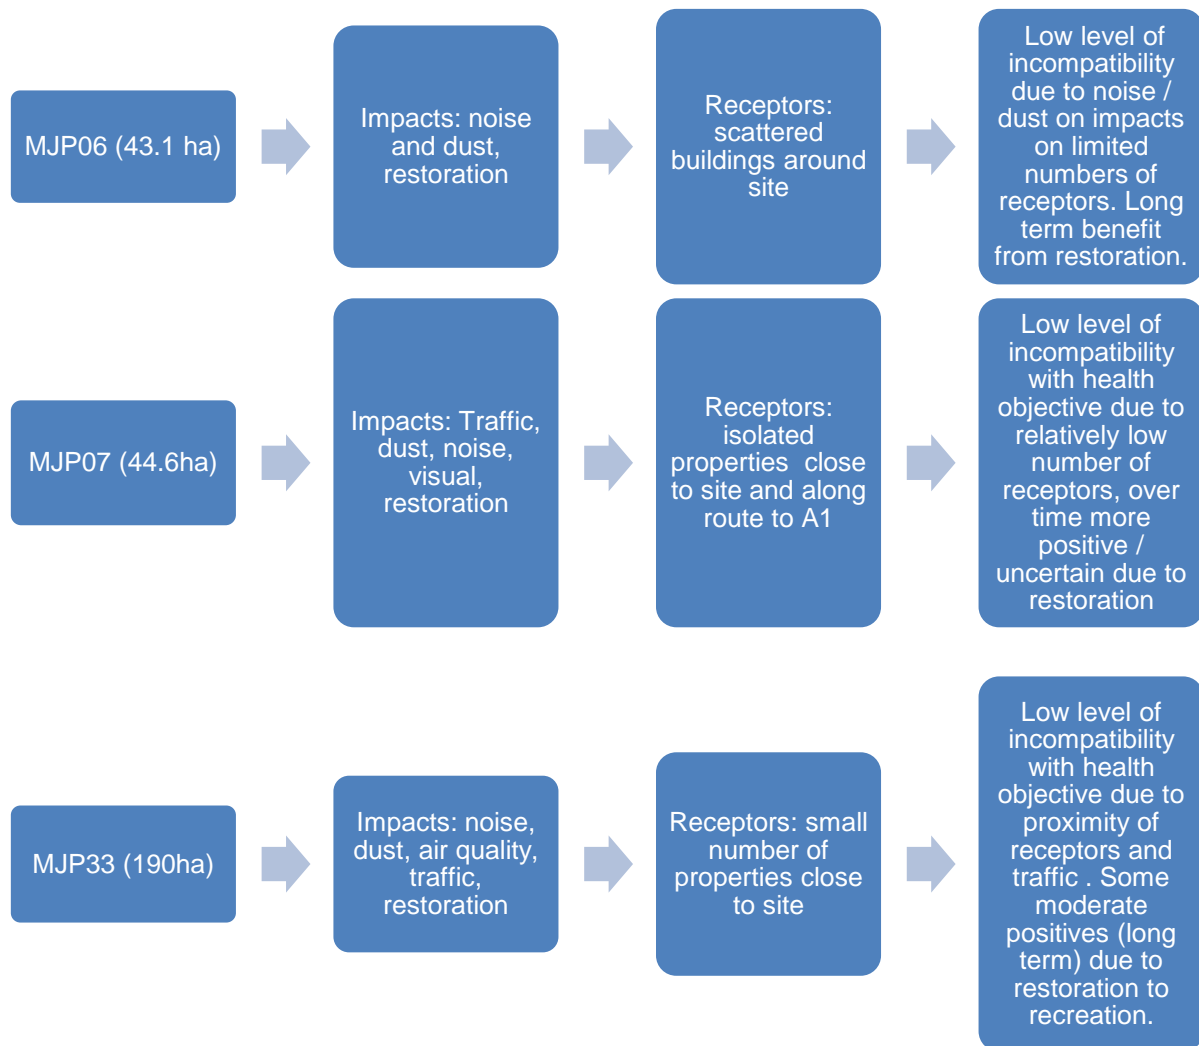 MJP06 (43.1 ha)
Impacts: noise
and dust,
restoration
Receptors:
scattered
buildings around
site
Low level of
incompatibility
due to noise /
dust on impacts
on limited
numbers of
receptors. Long
term benefit
from restoration.
MJP07 (44.6ha)
Impacts: Traffic,
dust, noise,
visual,
restoration
Receptors:
isolated
properties close
to site and along
route to A1
Low level of
incompatibility
with health
objective due to
relatively low
number of
receptors, over
time more
positive /
uncertain due to
restoration
MJP33 (190ha)
Impacts: noise,
dust, air quality,
traffic,
restoration
Receptors: small
number of
properties close
to site
Low level of
incompatibility
with health
objective due to
proximity of
receptors and
traffic . Some
moderate
positives (long
term) due to
restoration to
recreation.